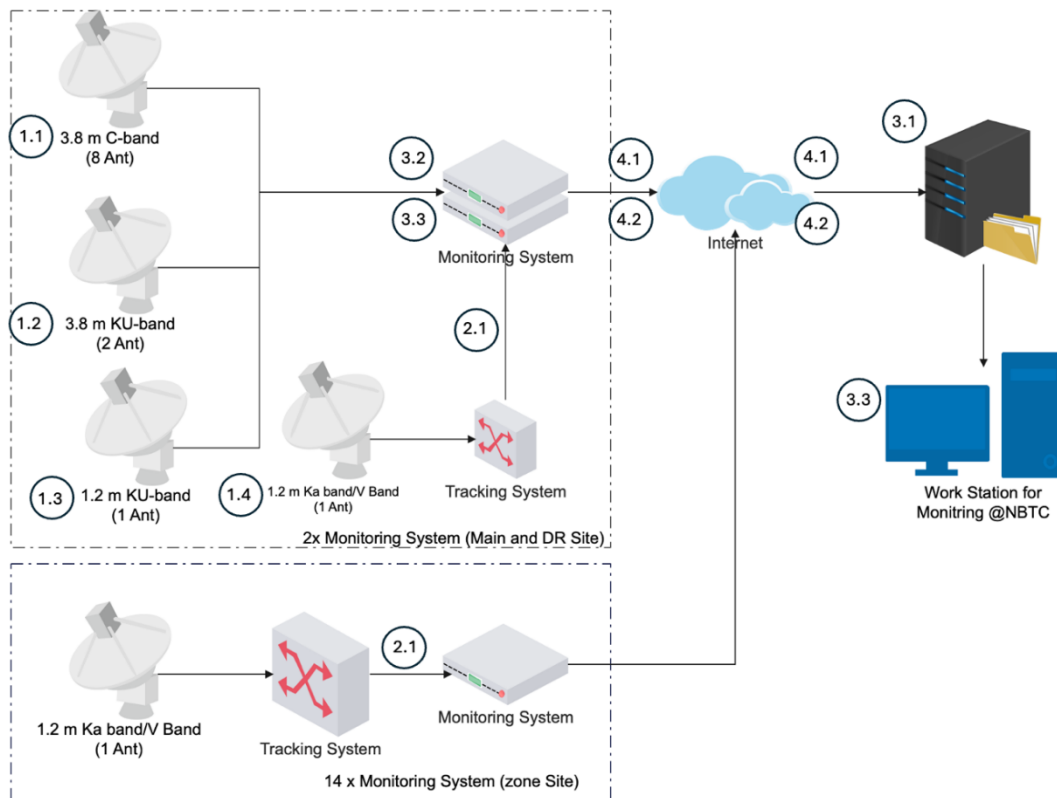 1.1
3.8 m C-band
(8 Ant)
1.2
3.8 m KU-band
(2 Ant)
1.3
1.2 m KU-band
(1 Ant)
1.4
1.2 m Ka band/V Band
(1 Ant)
Tracking System
2.1
3.2
3.3
Monitoring System
2x Monitoring System (Main and DR Site)
4.1
4.2
Internet
4.1
4.2
3.1
3.3
Work Station for
Monitring @NBTC
1.2 m Ka band/V Band
(1 Ant)
Tracking System
2.1
Monitoring System
14 x Monitoring System (zone Site)